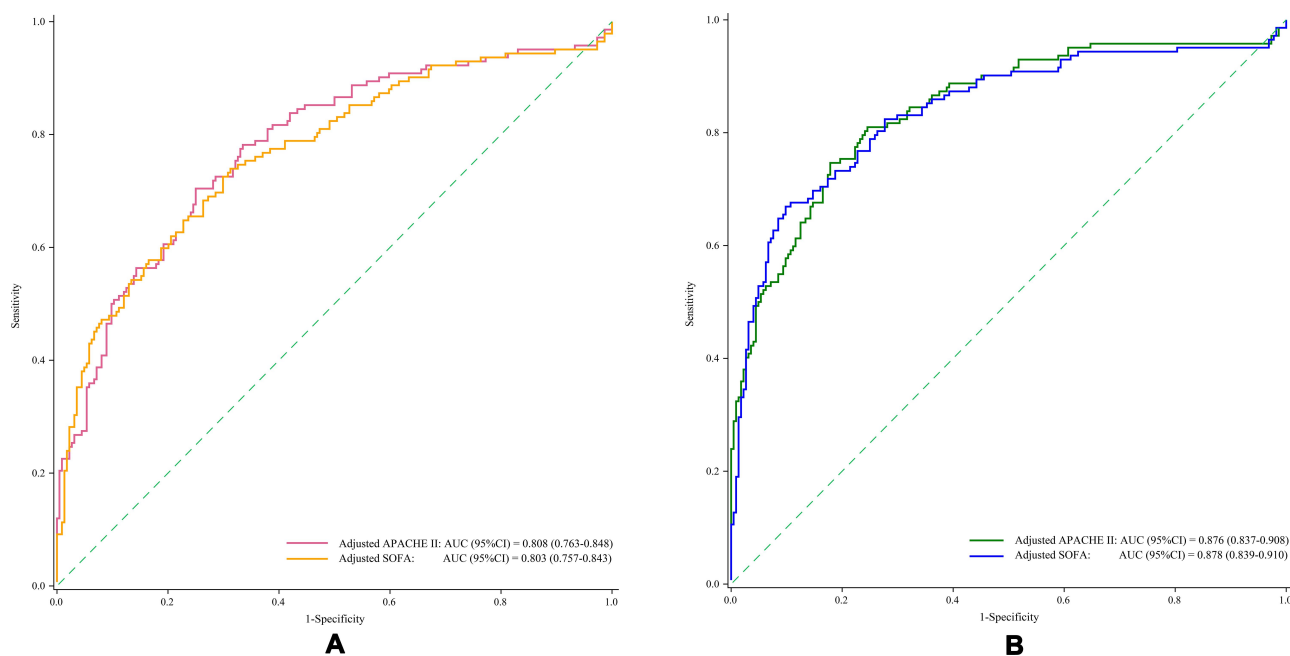 1.0
0.8
0.6
0.4
0.2
0.0
Sensitivity
0.0 0.2 0.4 0.6 0.8 1.0
1-Specificity
Adjusted APACHE II: AUC (95%CI) = 0.808 (0.763-0.848)
Adjusted SOFA: AUC (95%CI) = 0.803 (0.757-0.843)
A
1.0
0.8
0.6
0.4
0.2
0.0
Sensitivity
0.0 0.2 0.4 0.6 0.8 1.0
1-Specificity
Adjusted APACHE II: AUC (95%CI) = 0.876 (0.837-0.908)
Adjusted SOFA: AUC (95%CI) = 0.878 (0.839-0.910)
B